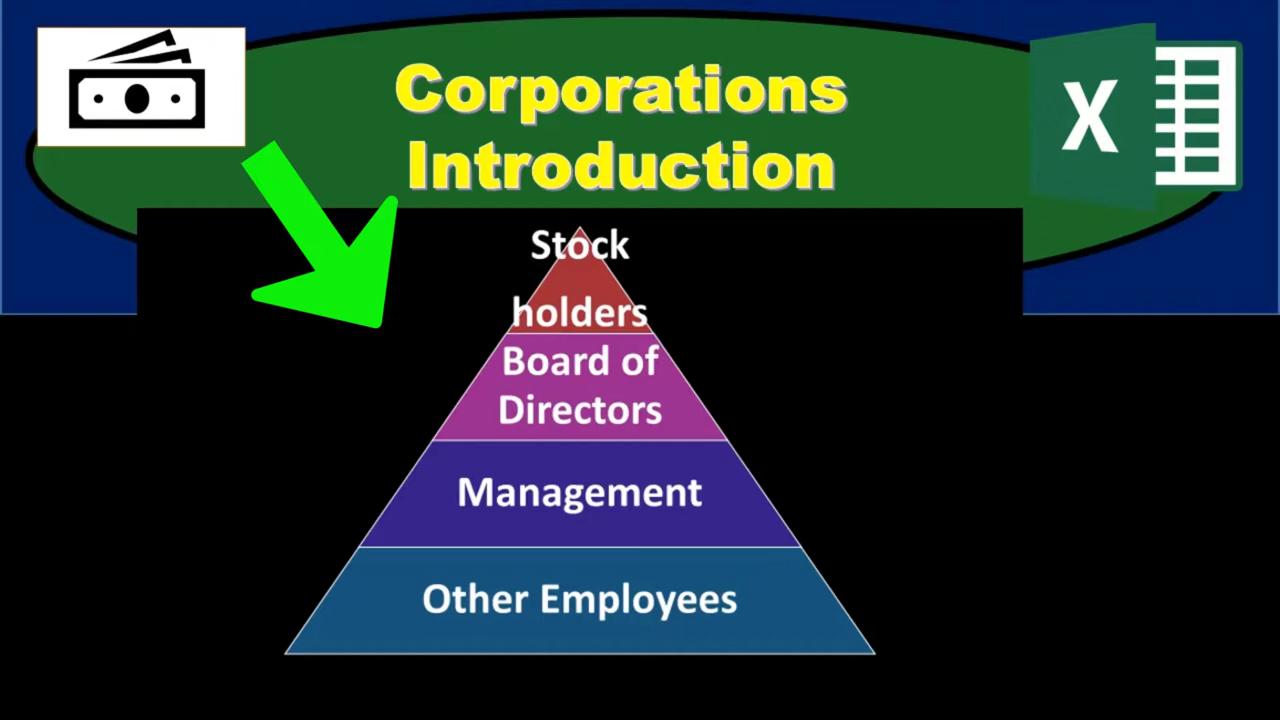 Corporations
Introduction
X
Stock
holders
Board of
Directors
Management
Other Employees